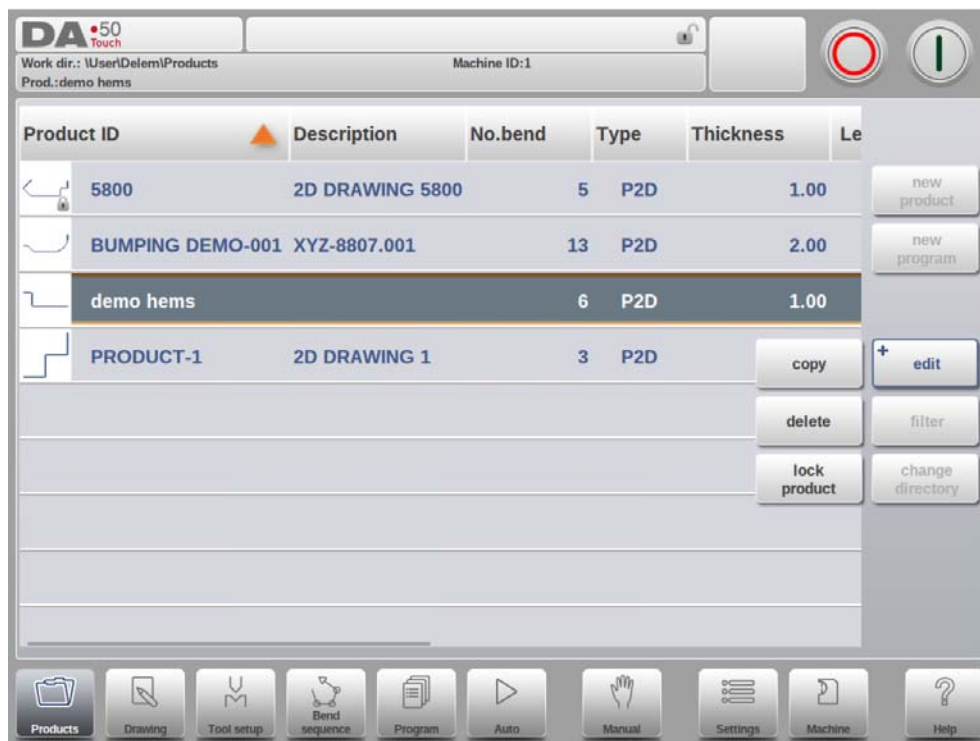 DA 50
Touch
Work dir.: \User\Delem\Products
Machine ID:1
Prod.:demo hems
Product ID Description No.bend Type Thickness Le
5800 2D DRAWING 5800 5 P2D 1.00
BUMPING DEMO-001 XYZ-8807.001 13 P2D 2.00
demo hems 6 P2D 1.00
PRODUCT-1 2D DRAWING 1 3 P2D
new
product
new
program
copy
+ edit
delete
filter
lock
product
change
directory
Products
Drawing
Tool setup
Bend
sequence
Program
Auto
Manual
Settings
Machine
Help